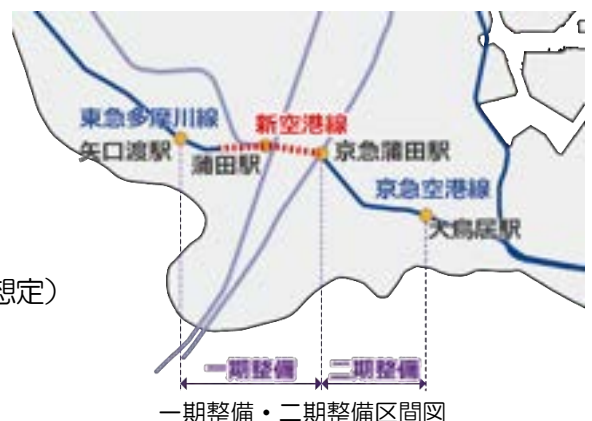 東急多摩川線
新空港線
矢口渡駅
蒲田駅
京急蒲田駅
京急空港線
大鳥居駅
想定）
一期整備
二期整備
一期整備・二期整備区間図